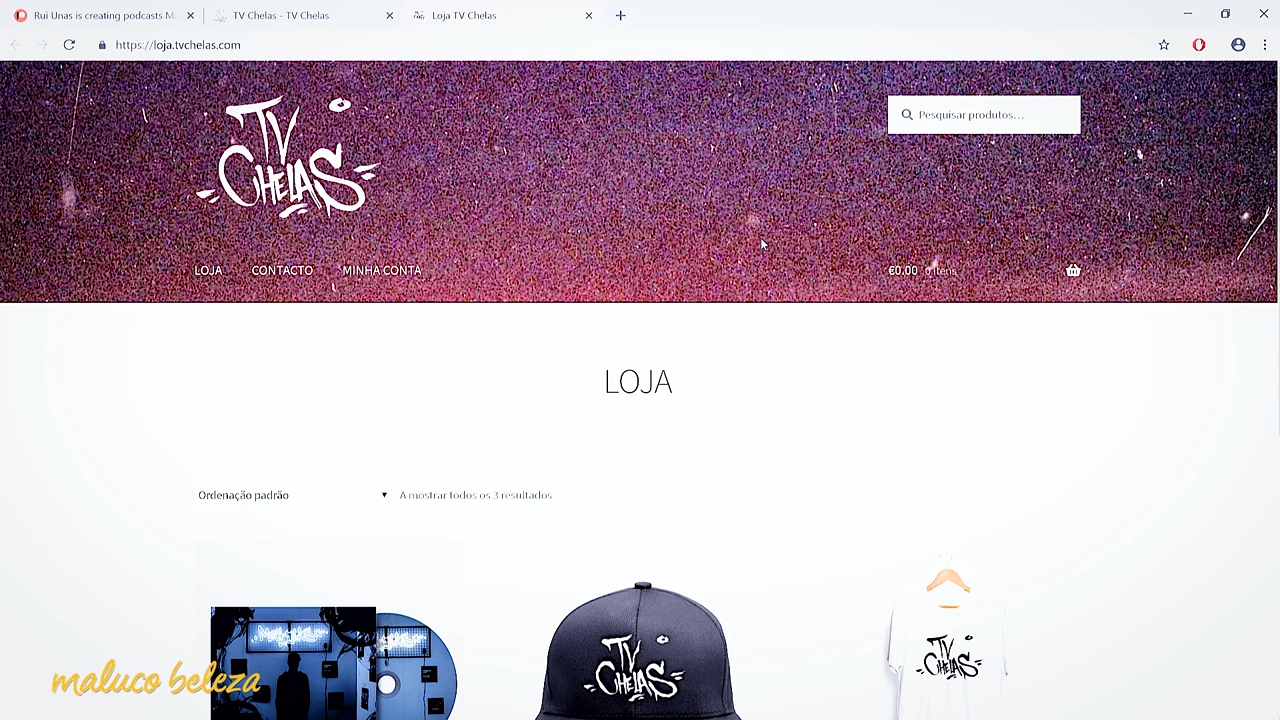 Rui Unas is creating podcasts Ma
TV Chelas - TV Chelas
Loja TV Chelas
https://loja.tvchelas.com
TV
CHELAS
Pesquisar produtos…
LOJA
CONTACTO
MINHA CONTA
€0.00 0 itens
LOJA
Ordenação padrão
A mostrar todos os 3 resultados
TV
CHELAS
TV
CHELAS
maluco beleza